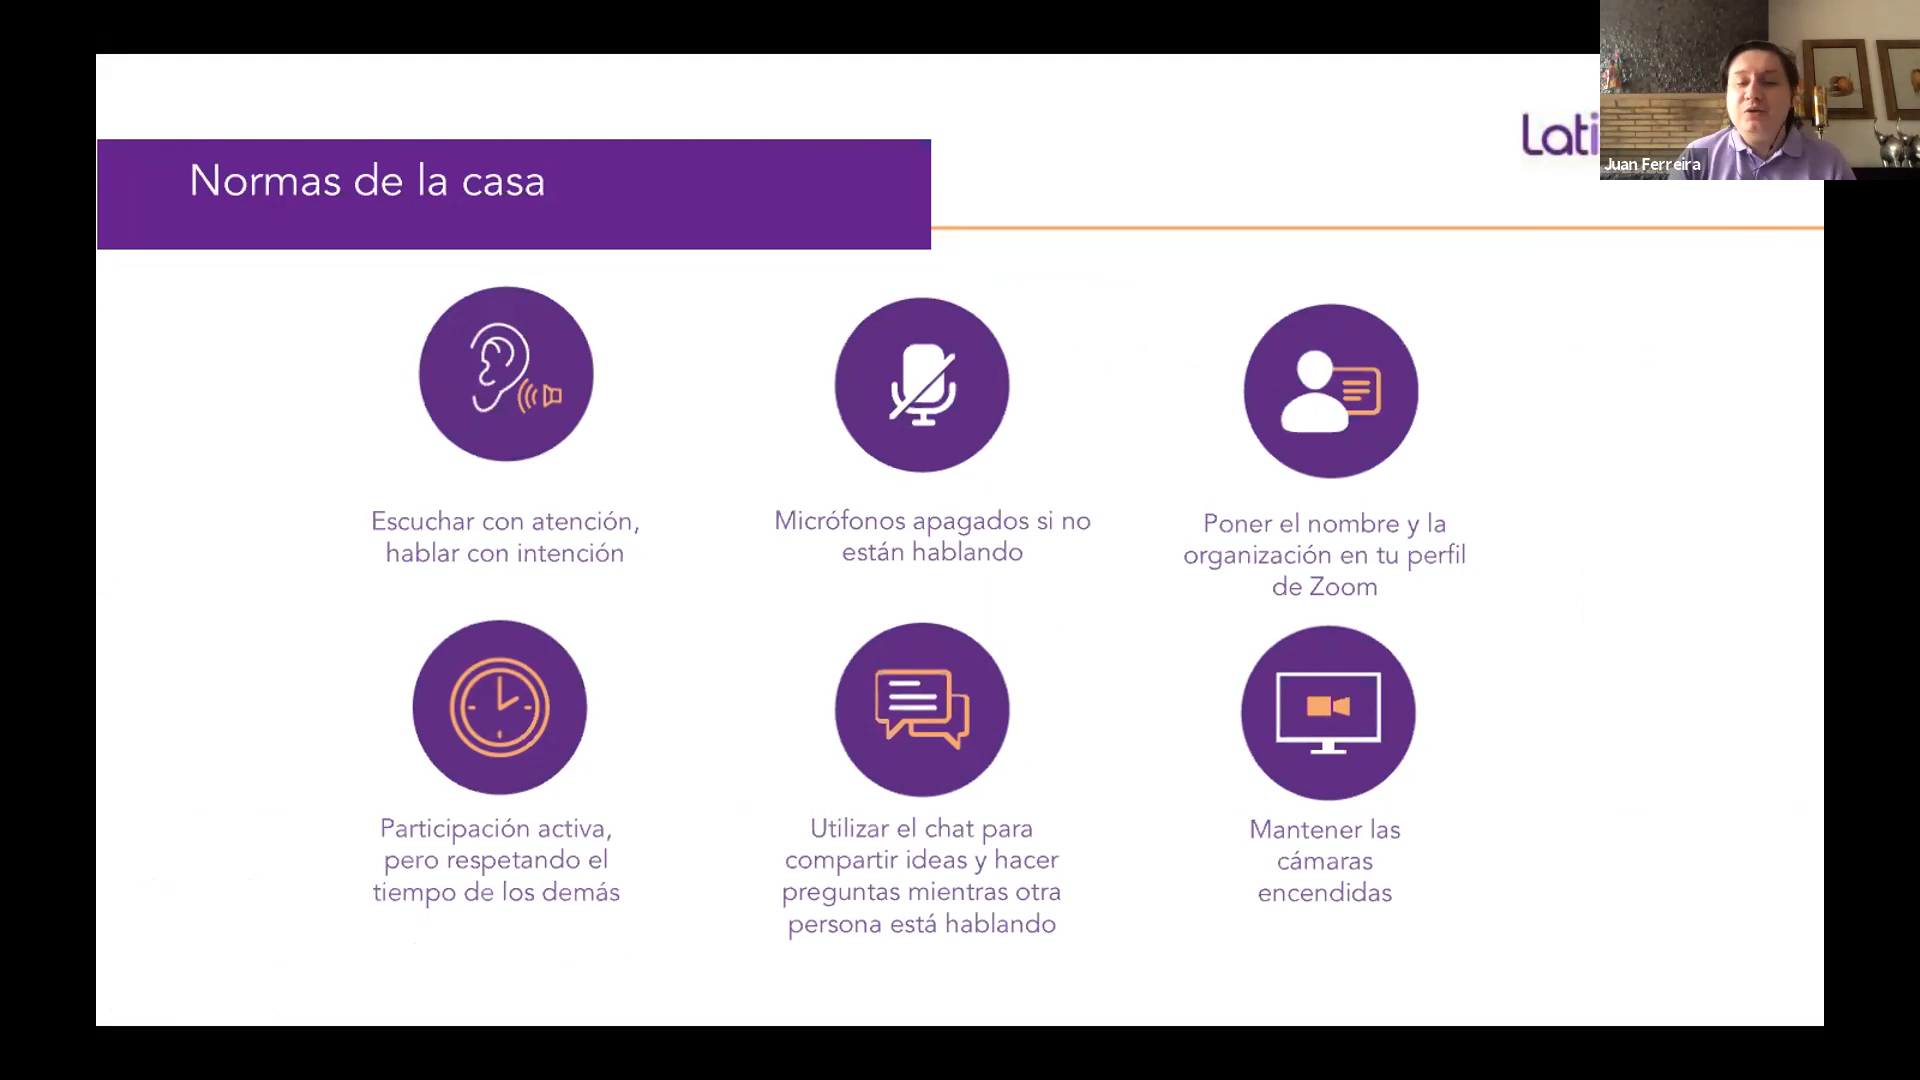 Lati
Juan Ferreira
Normas de la casa
Escuchar con atención,
hablar con intención
Micrófonos apagados si no
están hablando
Poner el nombre y la
organización en tu perfil
de Zoom
Participación activa,
pero respetando el
tiempo de los demás
Utilizar el chat para
compartir ideas y hacer
preguntas mientras otra
persona está hablando
Mantener las
cámaras
encendidas